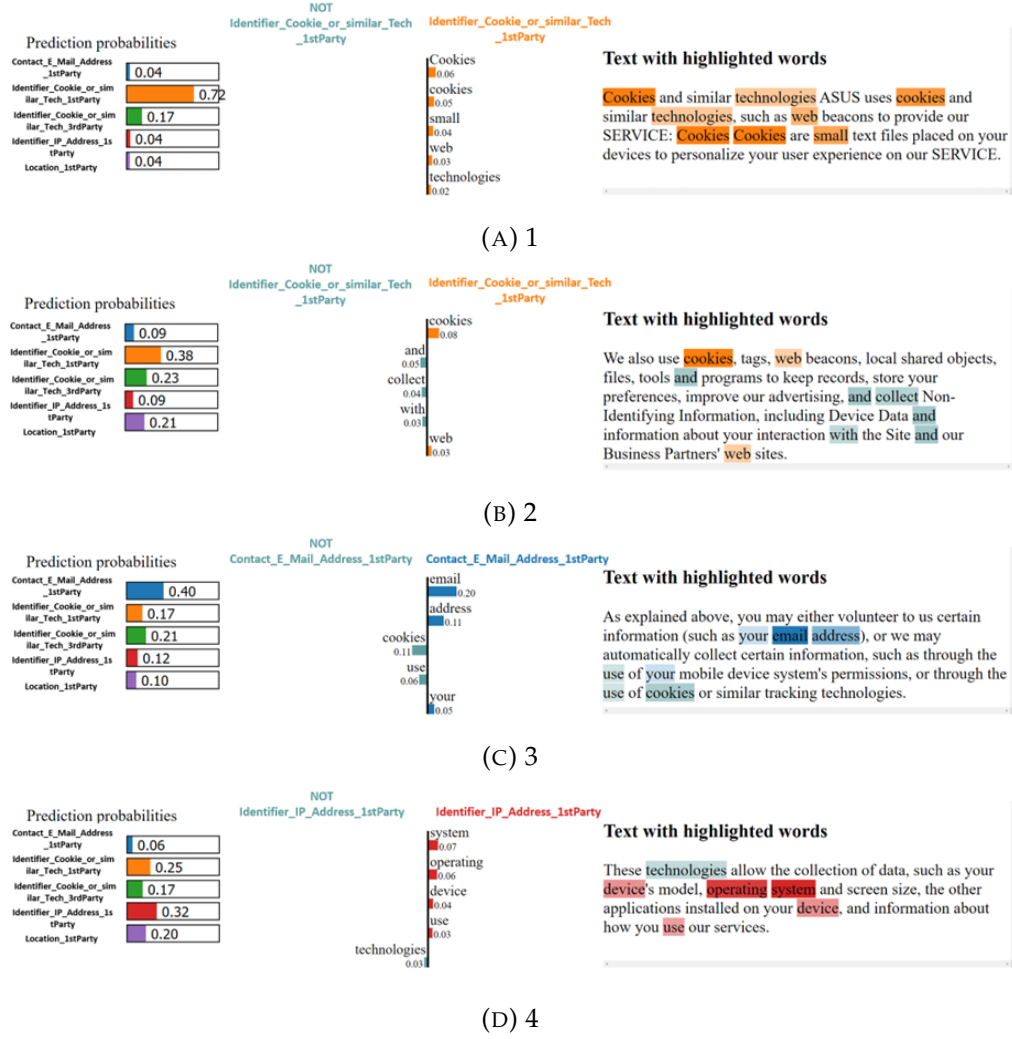 NOT
Identifier_Cookie_or_similar_Tech
_1stParty
Identifier_Cookie_or_similar_Tech
_1stParty
Prediction probabilities
Contact_E_Mail_Address
_1stParty
0.04
Identifier_Cookie_or_sim
ilar_Tech_1stParty
0.72
Identifier_Cookie_or_sim
ilar_Tech_3rdParty
0.17
Identifier_IP_Address_1s
tParty
0.04
Location_1stParty
0.04
Cookies
0.06
cookies
0.05
small
0.04
web
0.03
technologies
0.02
Text with highlighted words
Cookies and similar technologies ASUS uses cookies and
similar technologies, such as web beacons to provide our
SERVICE: Cookies Cookies are small text files placed on your
devices to personalize your user experience on our SERVICE.
(A) 1
NOT
Identifier_Cookie_or_similar_Tech
_1stParty
Identifier_Cookie_or_similar_Tech
_1stParty
Prediction probabilities
Contact_E_Mail_Address
_1stParty
0.09
Identifier_Cookie_or_sim
ilar_Tech_1stParty
0.38
Identifier_Cookie_or_sim
ilar_Tech_3rdParty
0.23
Identifier_IP_Address_1s
tParty
0.09
Location_1stParty
0.21
cookies
0.08
and
0.05
collect
0.04
with
0.03
web
0.03
Text with highlighted words
We also use cookies, tags, web beacons, local shared objects,
files, tools and programs to keep records, store your
preferences, improve our advertising, and collect Non-
Identifying Information, including Device Data and
information about your interaction with the Site and our
Business Partners' web sites.
(B) 2
NOT
Contact_E_Mail_Address_1stParty
Contact_E_Mail_Address_1stParty
Prediction probabilities
Contact_E_Mail_Address
_1stParty
0.40
Identifier_Cookie_or_sim
ilar_Tech_1stParty
0.17
Identifier_Cookie_or_sim
ilar_Tech_3rdParty
0.21
Identifier_IP_Address_1s
tParty
0.12
Location_1stParty
0.10
email
0.20
address
0.11
cookies
0.11
use
0.06
your
0.05
Text with highlighted words
As explained above, you may either volunteer to us certain
information (such as your email address), or we may
automatically collect certain information, such as through the
use of your mobile device system's permissions, or through the
use of cookies or similar tracking technologies.
(C) 3
NOT
Identifier_IP_Address_1stParty
Identifier_IP_Address_1stParty
Prediction probabilities
Contact_E_Mail_Address
_1stParty
0.06
Identifier_Cookie_or_sim
ilar_Tech_1stParty
0.25
Identifier_Cookie_or_sim
ilar_Tech_3rdParty
0.17
Identifier_IP_Address_1s
tParty
0.32
Location_1stParty
0.20
system
0.07
operating
0.06
device
0.04
use
0.03
technologies
0.03
Text with highlighted words
These technologies allow the collection of data, such as your
device's model, operating system and screen size, the other
applications installed on your device, and information about
how you use our services.
(D) 4